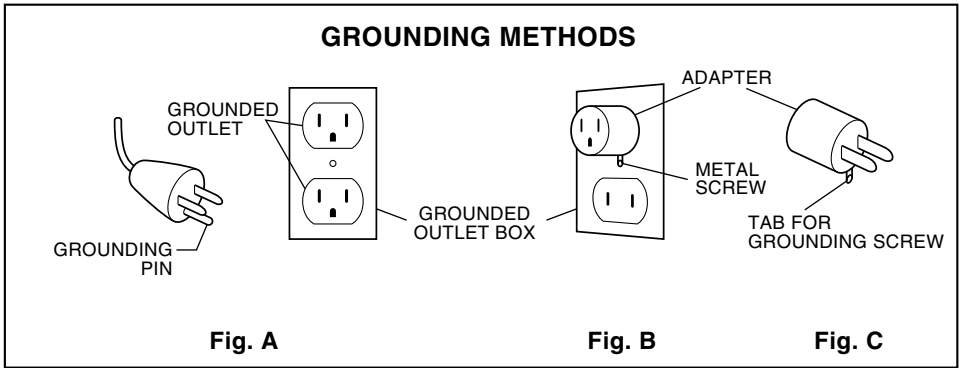 GROUNDING METHODS
GROUNDED
OUTLET
GROUNDING
PIN
GROUNDED
OUTLET BOX
ADAPTER
METAL
SCREW
TAB FOR
GROUNDING SCREW
Fig. A
Fig. B
Fig. C